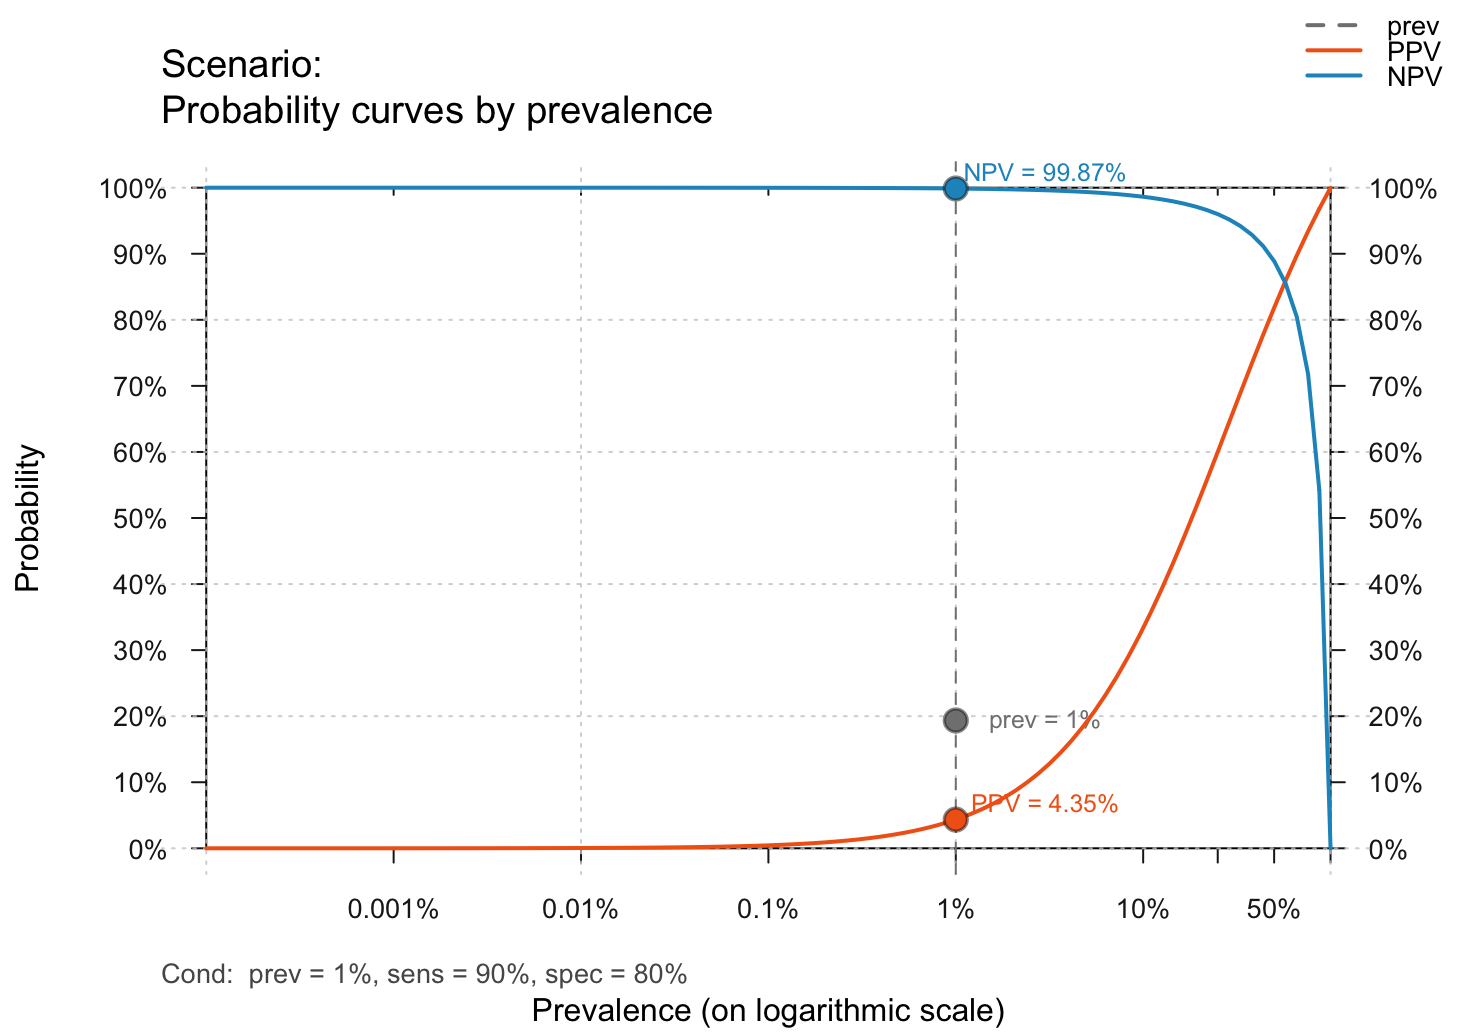 prev
PPV
NPV
Scenario:
Probability curves by prevalence
NPV = 99.87%
100%
90%
80%
70%
60%
50%
40%
30%
20%
10%
0%
100%
90%
80%
70%
60%
50%
40%
30%
20%
10%
0%
Probability
prev = 1%
PPV = 4.35%
0.001%
0.01%
0.1%
1%
10%
50%
Cond:  prev = 1%, sens = 90%, spec = 80%
Prevalence (on logarithmic scale)